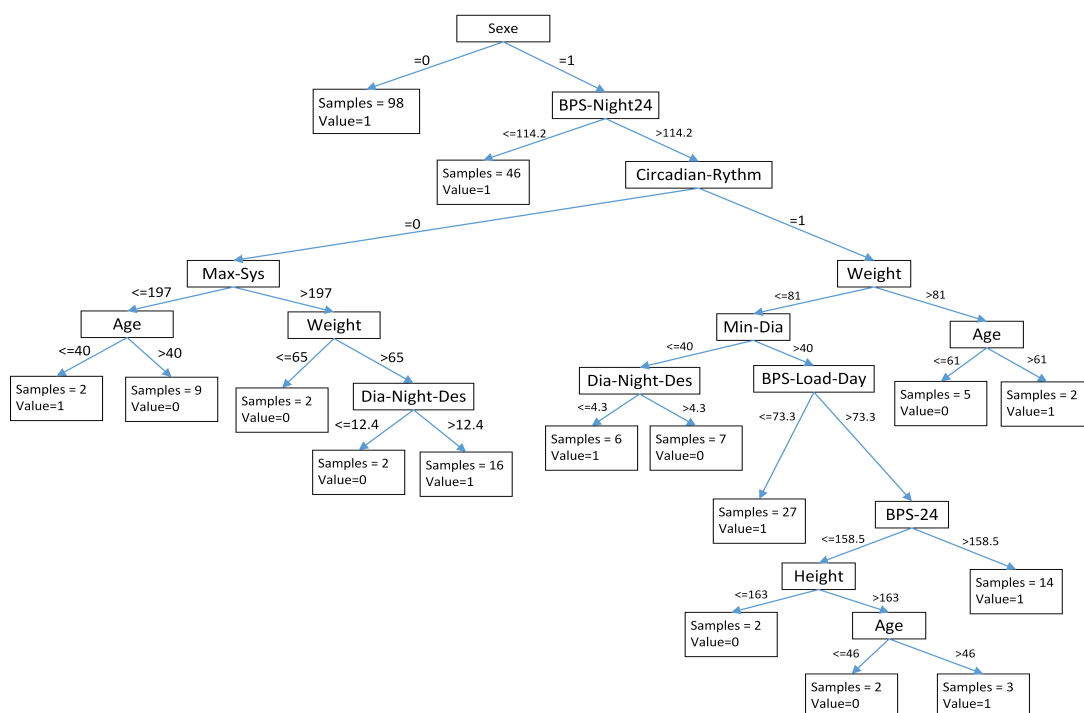 Sexe
=0
=1
Samples = 98
Value=1
BPS-Night24
<=114.2
>114.2
Samples = 46
Value=1
Circadian-Rythm
=0
=1
Max-Sys
Weight
<=197
>197
<=81
>81
Age
Weight
Min-Dia
Age
<=40
>40
<=65
>65
<=40
>40
<=61
>61
Samples = 2
Value=1
Samples = 9
Value=0
Samples = 2
Value=0
Dia-Night-Des
Dia-Night-Des
BPS-Load-Day
Samples = 5
Value=0
Samples = 2
Value=1
<=12.4
>12.4
<=4.3
>4.3
<=73.3
>73.3
Samples = 2
Value=0
Samples = 16
Value=1
Samples = 6
Value=1
Samples = 7
Value=0
Samples = 27
Value=1
BPS-24
<=158.5
>158.5
Height
Samples = 14
Value=1
<=163
>163
Samples = 2
Value=0
Age
<=46
>46
Samples = 2
Value=0
Samples = 3
Value=1